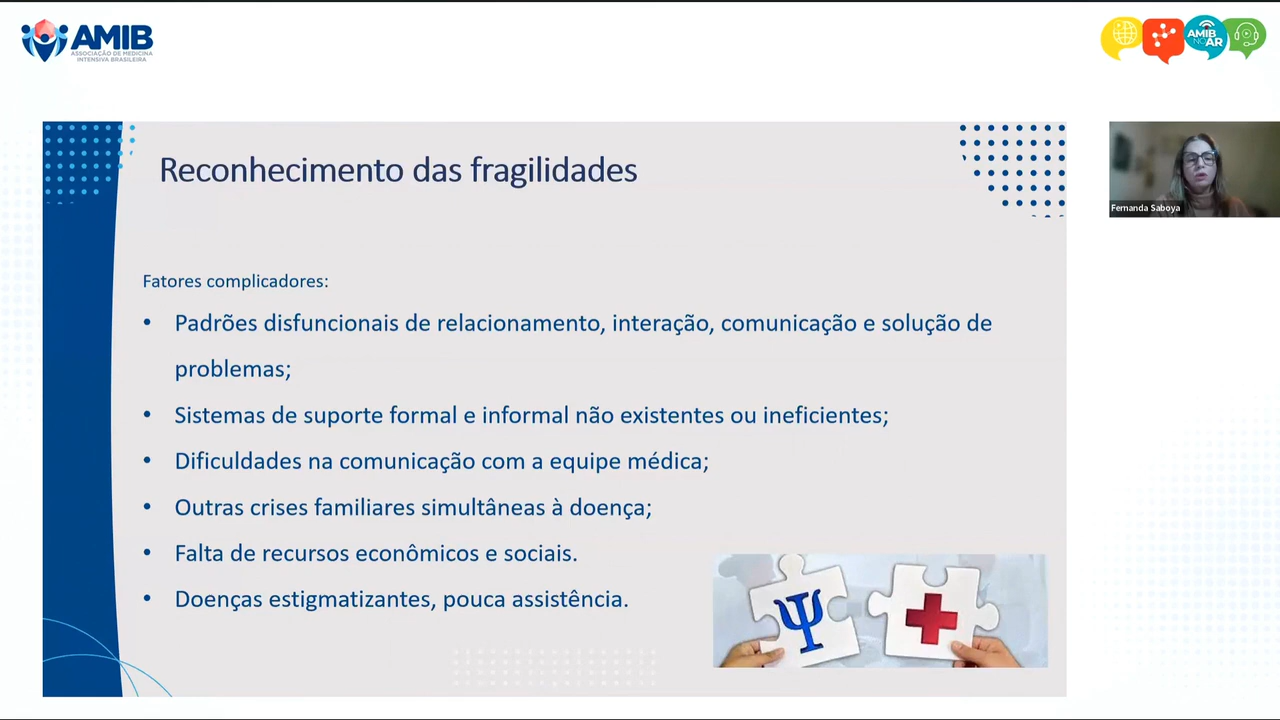 AMIB
ASSOCIAÇÃO DE MEDICINA
INTENSIVA BRASILEIRA
AMIB
NO
AR
Reconhecimento das fragilidades
Fernanda Saboya
Fatores complicadores:
• Padrões disfuncionais de relacionamento, interação, comunicação e solução de
problemas;
• Sistemas de suporte formal e informal não existentes ou ineficientes;
• Dificuldades na comunicação com a equipe médica;
• Outras crises familiares simultâneas à doença;
• Falta de recursos econômicos e sociais.
• Doenças estigmatizantes, pouca assistência.
Ψ